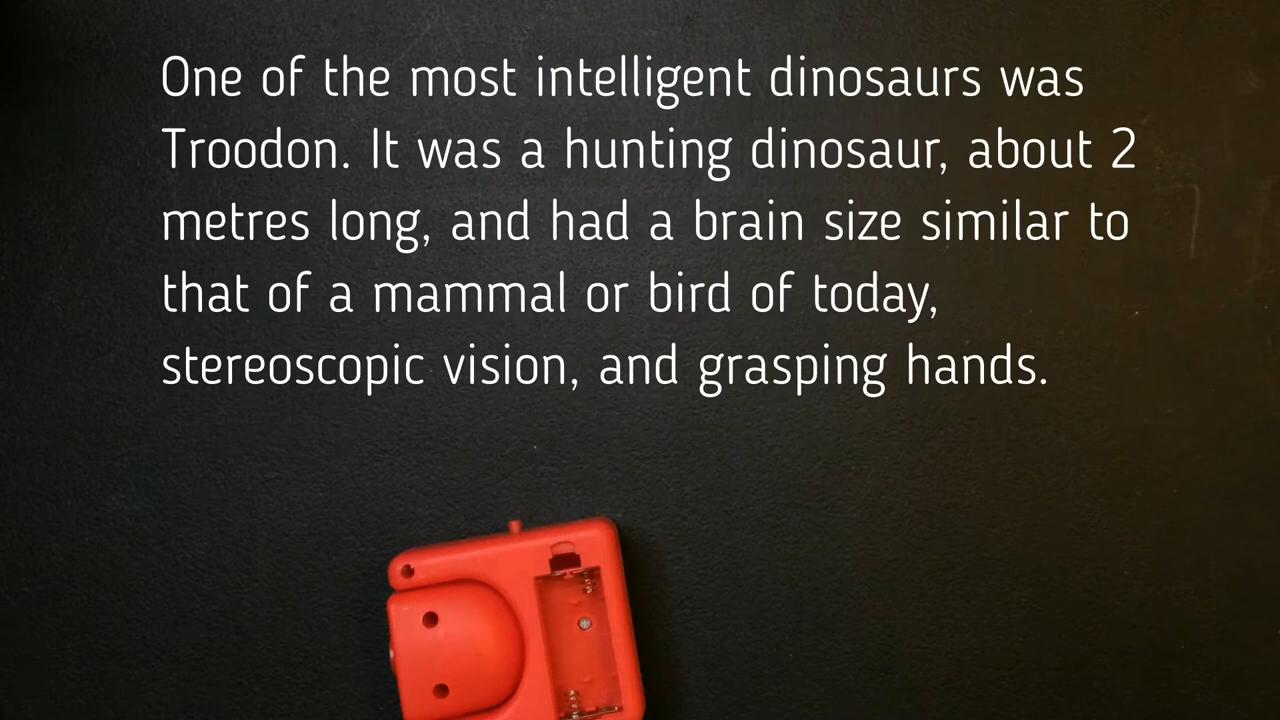 One of the most intelligent dinosaurs was
Troodon. It was a hunting dinosaur, about 2
metres long, and had a brain size similar to
that of a mammal or bird of today,
stereoscopic vision, and grasping hands.